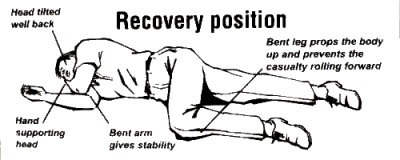 Recovery position
Head tilted
well back
Bent leg props the body
up and prevents the
casualty rolling forward
Hand
supporting
head
Bent arm
gives stability